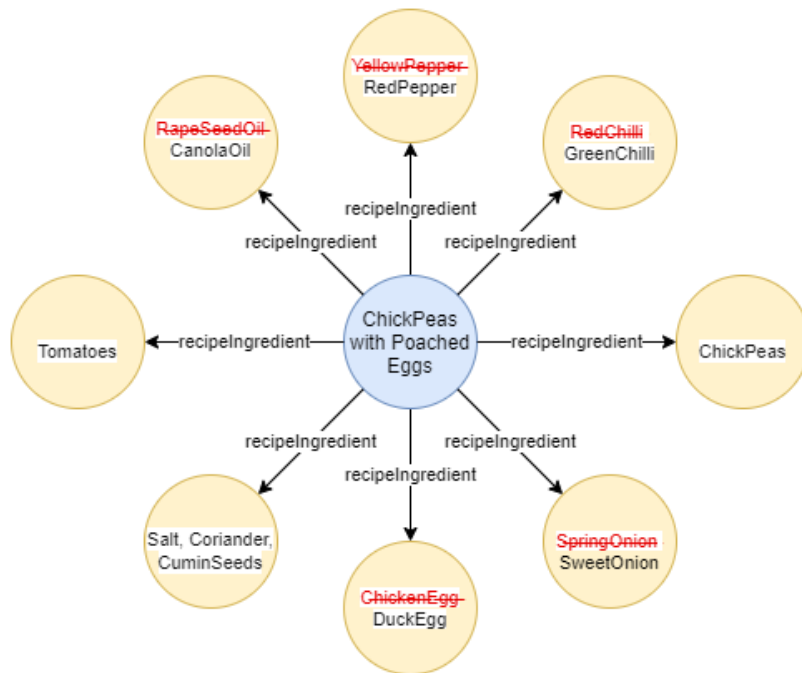 YellowPepper
RedPepper
RapeSeedOil
CanolaOil
RedChilli
GreenChilli
recipeIngredient
recipeIngredient
recipeIngredient
Tomatoes
recipeIngredient
ChickPeas
with Poached
Eggs
recipeIngredient
ChickPeas
recipeIngredient
recipeIngredient
recipeIngredient
Salt, Coriander,
CuminSeeds
SpringOnion
SweetOnion
ChickenEgg
DuckEgg